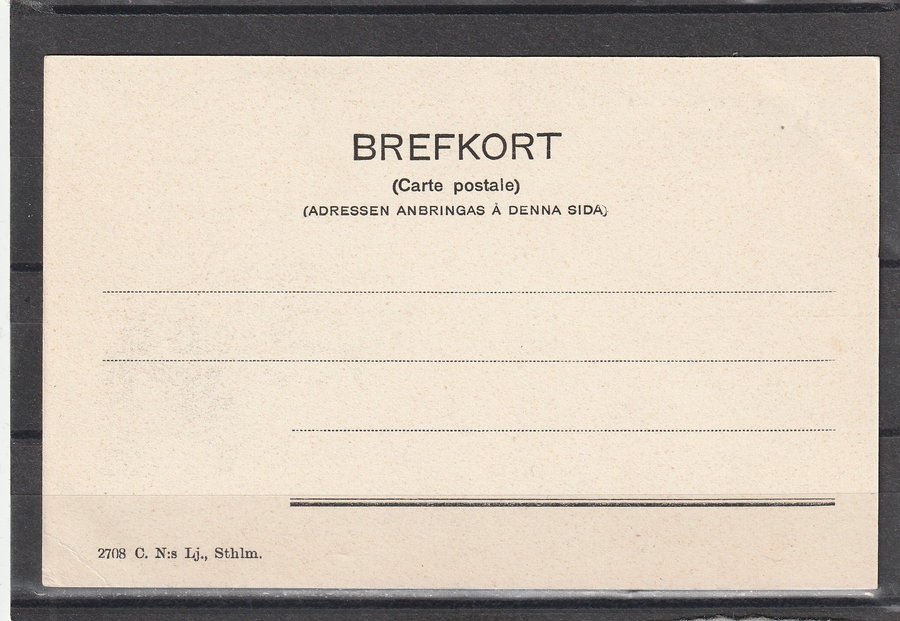 BREFKORT
(Carte postale)
(ADRESSEN ANBRINGAS Å DENNA SIDA)
2708 C. N:s Lj., Sthlm.